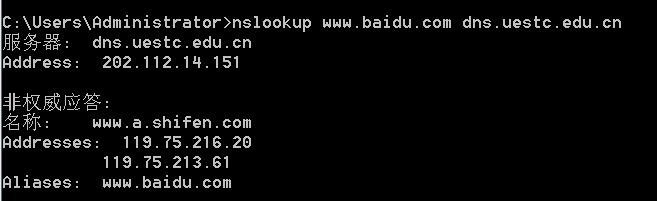 C:\Users\Administrator>nslookup www.baidu.com dns.uestc.edu.cn
服务器:  dns.uestc.edu.cn
Address:  202.112.14.151

非权威应答:
名称:    www.a.shifen.com
Addresses:  119.75.216.20
          119.75.213.61
Aliases:  www.baidu.com